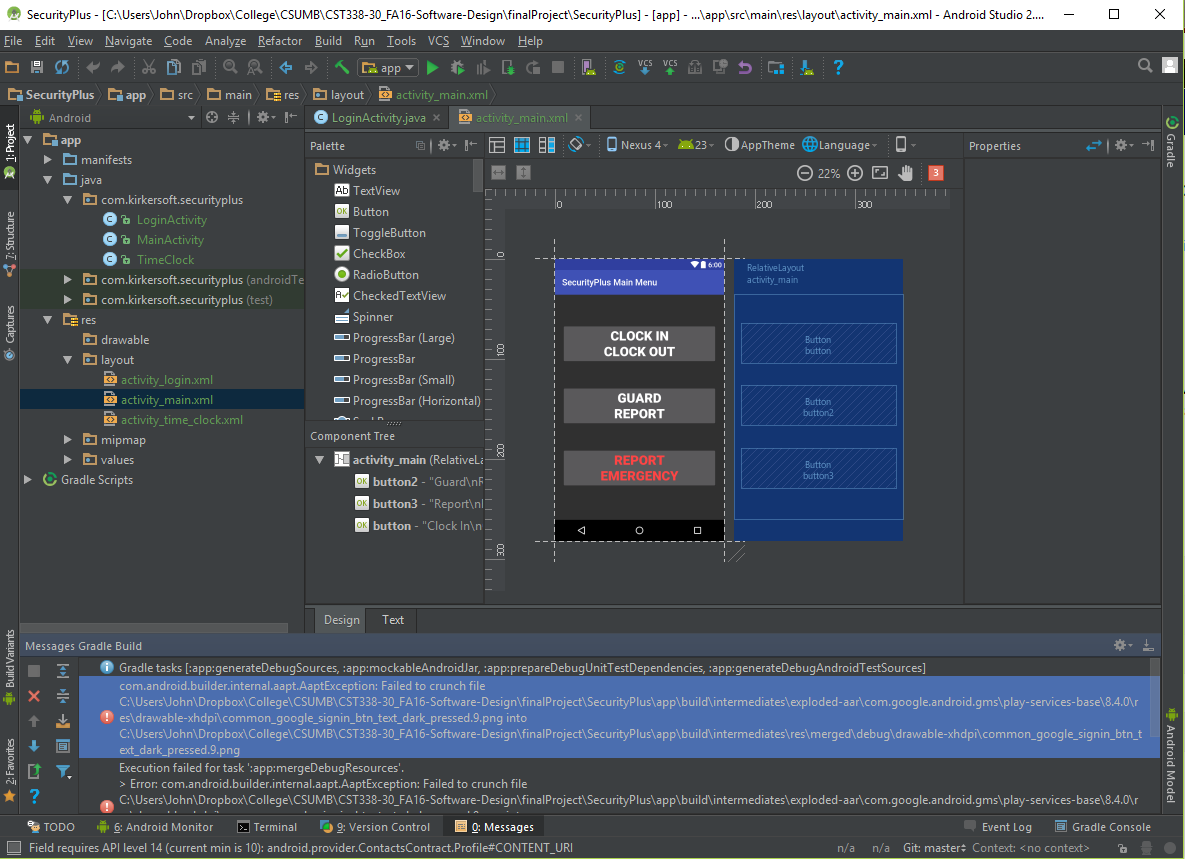 SecurityPlus - [C:\Users\John\Dropbox\College\CSUMB\CST338-30_FA16-Software-Design\finalProject\SecurityPlus] - [app] - ...\app\src\main\res\layout\activity_main.xml - Android Studio 2....
File Edit View Navigate Code Analyze Refactor Build Run Tools VCS Window Help
app VCS VCS ?
SecurityPlus app src main res layout activity_main.xml
Android
LoginActivity.java activity_main.xml
1: Project
7: Structure
Captures
Build Variants
2: Favorites
app
manifests
java
com.kirkersoft.securityplus
LoginActivity
MainActivity
TimeClock
com.kirkersoft.securityplus (androidTe
com.kirkersoft.securityplus (test)
res
drawable
layout
activity_login.xml
activity_main.xml
activity_time_clock.xml
mipmap
values
Gradle Scripts
Palette
Widgets
Ab TextView
OK Button
ToggleButton
CheckBox
RadioButton
A CheckedTextView
Spinner
ProgressBar (Large)
ProgressBar
ProgressBar (Small)
ProgressBar (Horizontal)
Component Tree
activity_main (RelativeLa
OK button2 - "Guard\nR
OK button3 - "Report\nI
OK button - "Clock In\n
Nexus 4 23 AppTheme Language
22% 3
0 100 200 300
0
100
200
300
6:00
SecurityPlus Main Menu
CLOCK IN
CLOCK OUT
GUARD
REPORT
REPORT
EMERGENCY
RelativeLayout
activity_main
Button
button
Button
button2
Button
button3
Properties
Gradle
Android Model
Design Text
Messages Gradle Build
Gradle tasks [:app:generateDebugSources, :app:mockableAndroidJar, :app:prepareDebugUnitTestDependencies, :app:generateDebugAndroidTestSources]
com.android.builder.internal.aapt.AaptException: Failed to crunch file
C:\Users\John\Dropbox\College\CSUMB\CST338-30_FA16-Software-Design\finalProject\SecurityPlus\app\build\intermediates\exploded-aar\com.google.android.gms\play-services-base\8.4.0\r
es\drawable-xhdpi\common_google_signin_btn_text_dark_pressed.9.png into
C:\Users\John\Dropbox\College\CSUMB\CST338-30_FA16-Software-Design\finalProject\SecurityPlus\app\build\intermediates\res\merged\debug\drawable-xhdpi\common_google_signin_btn_t
ext_dark_pressed.9.png
Execution failed for task ':app:mergeDebugResources'.
> Error: com.android.builder.internal.aapt.AaptException: Failed to crunch file
C:\Users\John\Dropbox\College\CSUMB\CST338-30_FA16-Software-Design\finalProject\SecurityPlus\app\build\intermediates\exploded-aar\com.google.android.gms\play-services-base\8.4.0\r
TODO 6: Android Monitor Terminal 9: Version Control 0: Messages Event Log Gradle Console
Field requires API level 14 (current min is 10): android.provider.ContactsContract.Profile#CONTENT_URI n/a n/a Git: master Context: <no context>